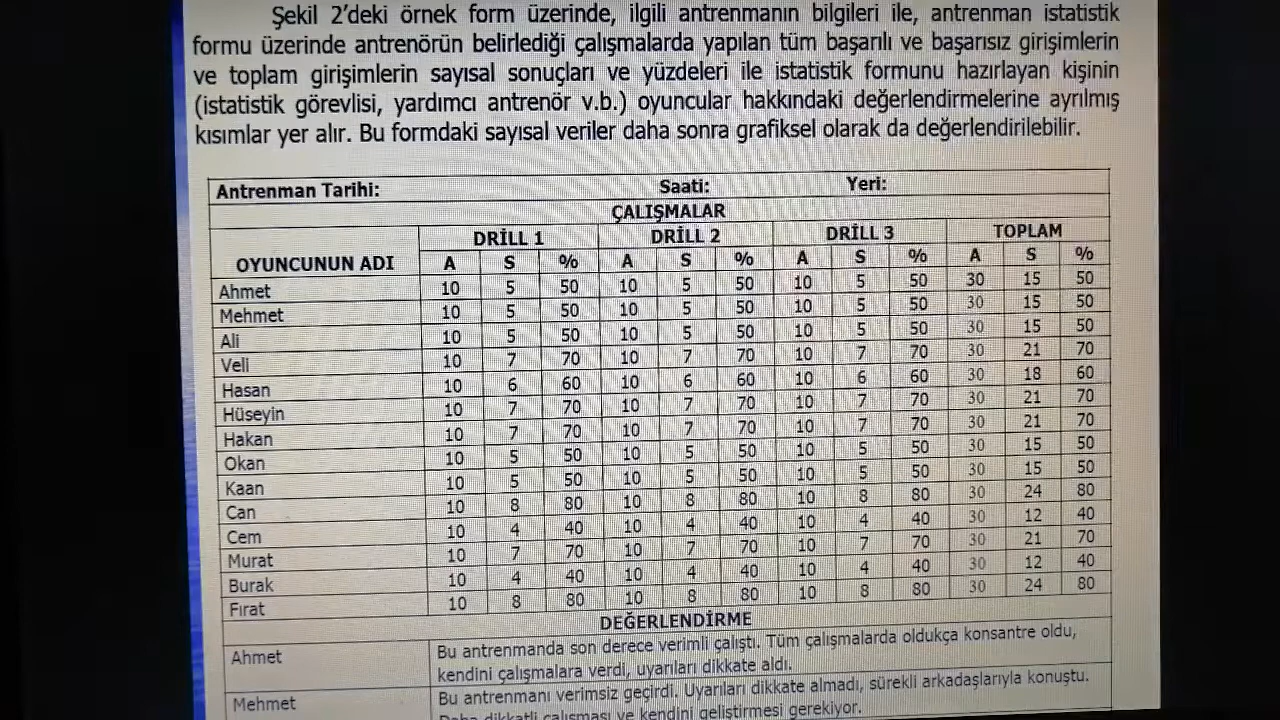 Şekil 2’deki örnek form üzerinde, ilgili antrenmanın bilgileri ile, antrenman istatistik
formu üzerinde antrenörün belirlediği çalışmalarda yapılan tüm başarılı ve başarısız girişimlerin
ve toplam girişimlerin sayısal sonuçları ve yüzdeleri ile istatistik formunu hazırlayan kişinin
(istatistik görevlisi, yardımcı antrenör v.b.) oyuncular hakkındaki değerlendirmelerine ayrılmış
kısımlar yer alır. Bu formdaki sayısal veriler daha sonra grafiksel olarak da değerlendirilebilir.
Antrenman Tarihi: Saati: Yeri:
ÇALIŞMALAR
DRİLL 1 DRİLL 2 DRİLL 3 TOPLAM
OYUNCUNUN ADI A S % A S % A S % A S %
Ahmet 10 5 50 10 5 50 10 5 50 30 15 50
Mehmet 10 5 50 10 5 50 10 5 50 30 15 50
Ali 10 5 50 10 5 50 10 5 50 30 15 50
Veli 10 7 70 10 7 70 10 7 70 30 21 70
Hasan 10 6 60 10 6 60 10 6 60 30 18 60
Hüseyin 10 7 70 10 7 70 10 7 70 30 21 70
Hakan 10 7 70 10 7 70 10 7 70 30 21 70
Okan 10 5 50 10 5 50 10 5 50 30 15 50
Kaan 10 5 50 10 5 50 10 5 50 30 15 50
Can 10 8 80 10 8 80 10 8 80 30 24 80
Cem 10 4 40 10 4 40 10 4 40 30 12 40
Murat 10 7 70 10 7 70 10 7 70 30 21 70
Burak 10 4 40 10 4 40 10 4 40 30 12 40
Fırat 10 8 80 10 8 80 10 8 80 30 24 80
DEĞERLENDİRME
Ahmet Bu antrenmanda son derece verimli çalıştı. Tüm çalışmalarda oldukça konsantre oldu,
kendini çalışmalara verdi, uyarıları dikkate aldı.
Mehmet Bu antrenmanı verimsiz geçirdi. Uyarıları dikkate almadı, sürekli arkadaşlarıyla konuştu.
Daha dikkatli çalışması ve kendini geliştirmesi gerekiyor.